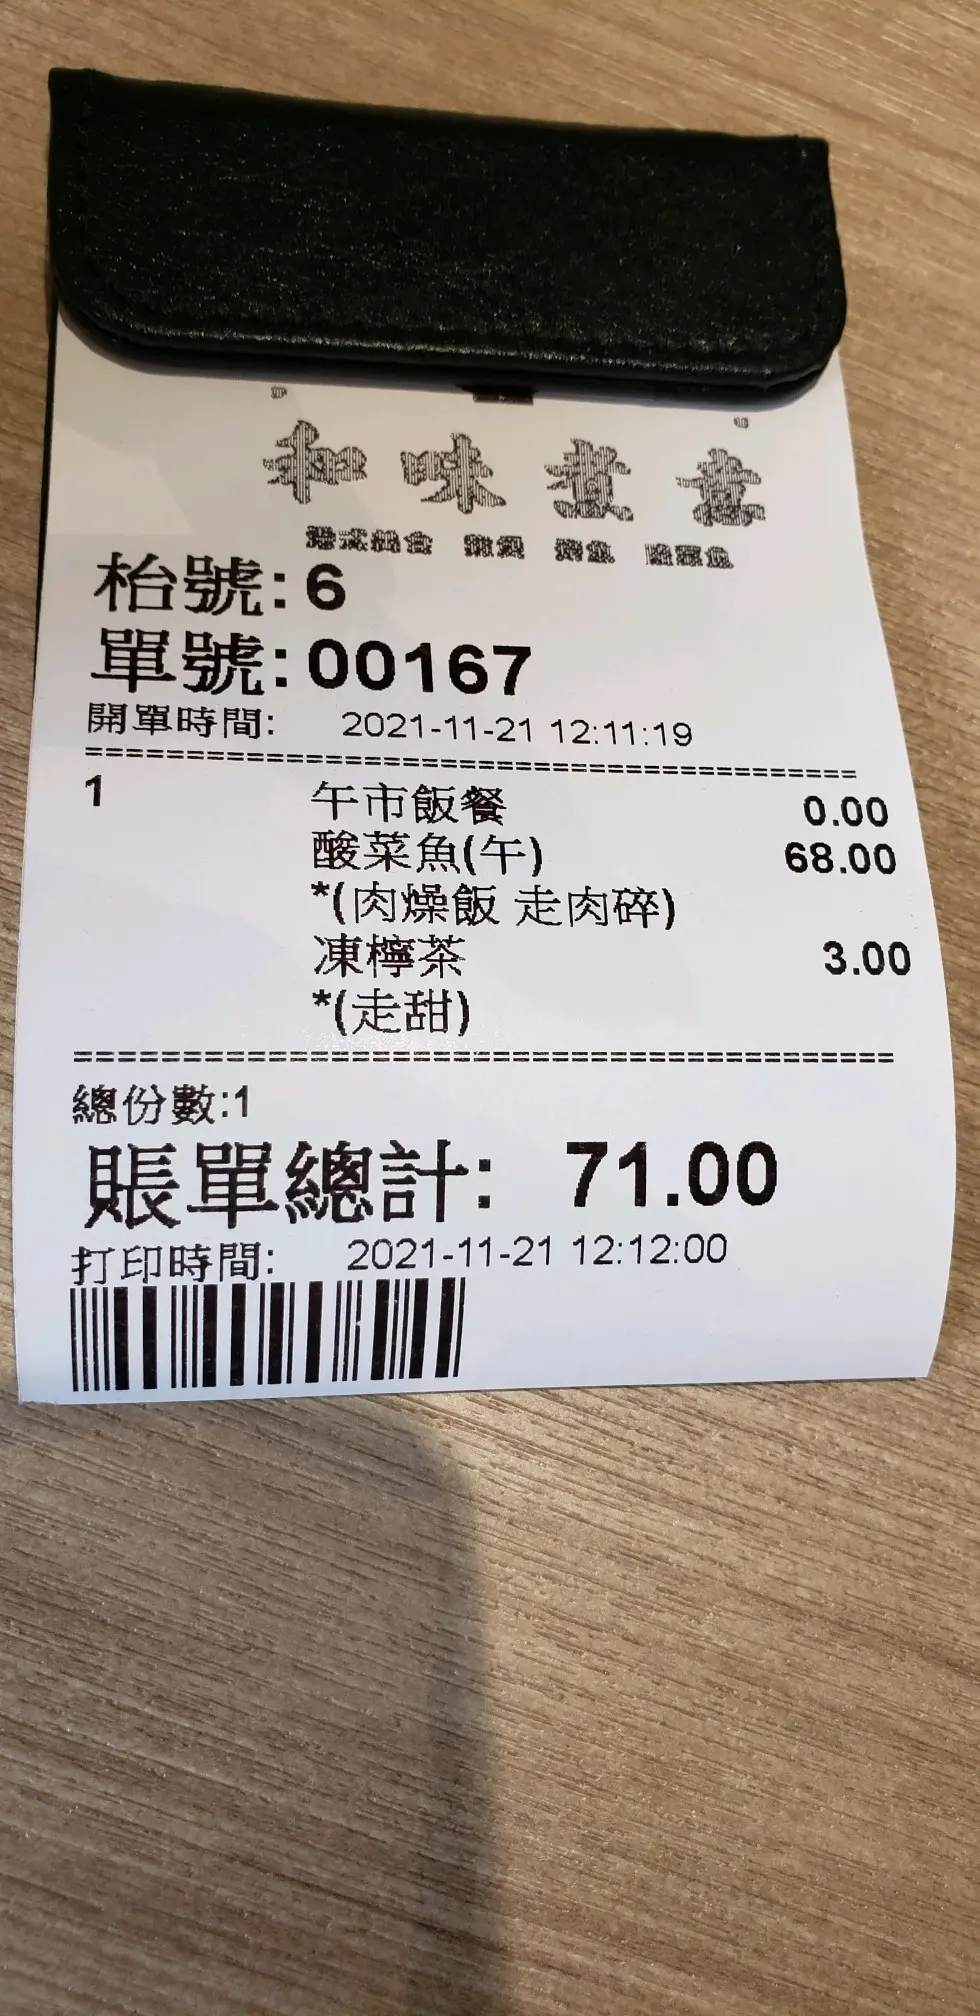 和味煮意
枱號: 6
單號: 00167
開單時間: 2021-11-21 12:11:19
========================================
1 午市飯餐 0.00
酸菜魚(午) 68.00
*(肉燥飯 走肉碎)
凍檸茶 3.00
*(走甜)
========================================
總份數:1
賬單總計: 71.00
打印時間: 2021-11-21 12:12:00